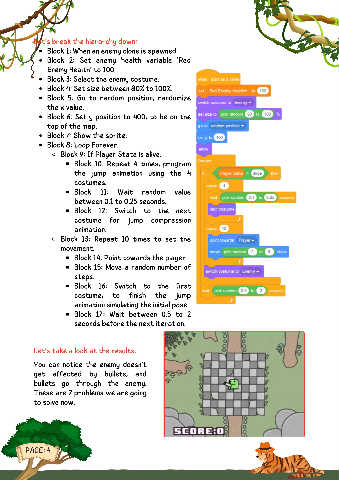 Let's break the hierarchy down:
Block 1: When an enemy clone is spawned
Block 2: Set enemy health variable 'Red
Enemy Health' to 100
Block 3: Select the enemy costume.
Block 4: Set size between 80% to 100%.
Block 5: Go to random position, randomize
the x value.
Block 6: Set y position to 400, to be on the
top of the map.
Block 7: Show the sprite.
Block 8: Loop Forever
Block 9: If Player State is alive.
Block 10: Repeat 4 times, program
the jump animation using the 4
costumes.
Block 11: Wait random value
between 0.1 to 0.25 seconds.
Block 12: Switch to the next
costume for jump compression
animation.
Block 13: Repeat 10 times to set the
movement.
Block 14: Point towards the player
Block 15: Move a random number of
steps.
Block 16: Switch to the first
costume, to finish the jump
animation simulating the initial pose
Block 17: Wait between 0.5 to 2
seconds before the next iteration.
Let's take a look at the results.
You can notice the enemy doesn't
get affected by bullets, and
bullets go through the enemy.
These are 2 problems we are going
to solve now.
SCORE:0
PAGE: 4